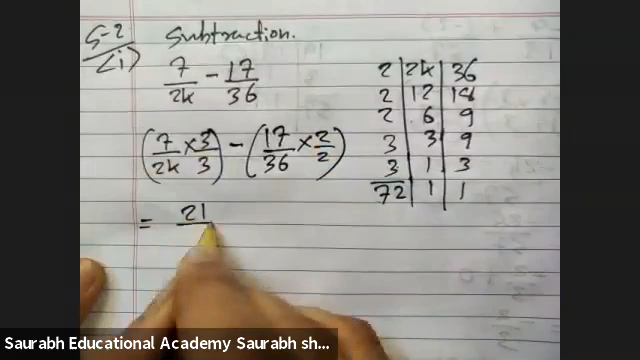 S-2 Subtraction.
(i)
7/24 - 17/36
(7/24 × 3/3) - (17/36 × 2/2)
= 21
2 | 24 | 36
2 | 12 | 18
2 | 6 | 9
3 | 3 | 9
3 | 1 | 3
72 | 1 | 1
Saurabh Educational Academy Saurabh sh...